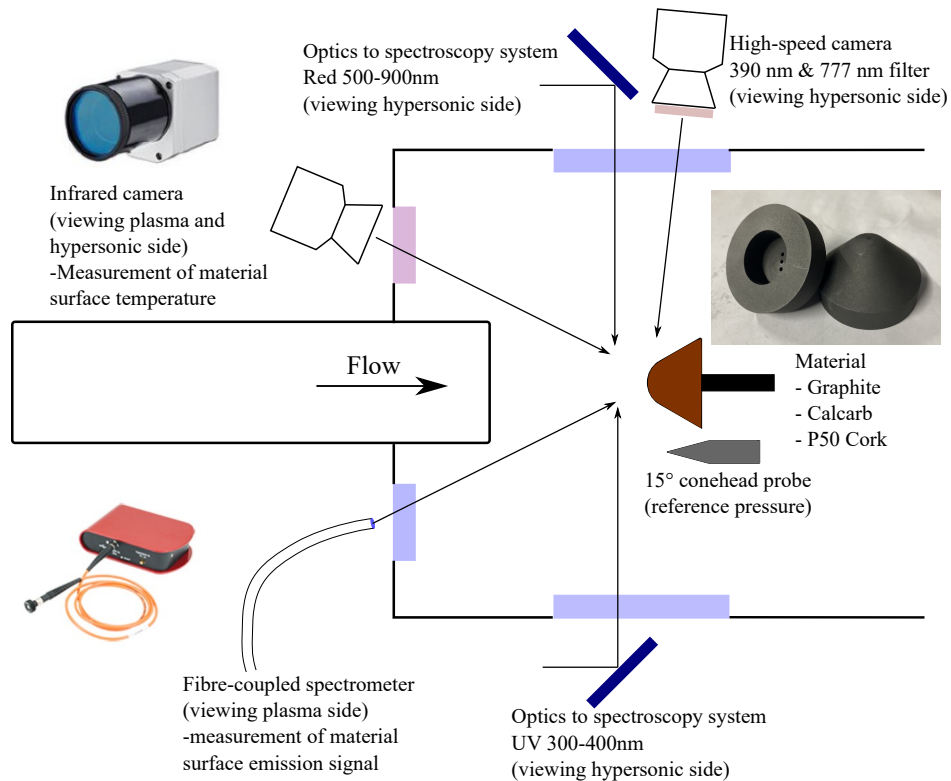 Optics to spectroscopy system
Red 500-900nm
(viewing hypersonic side)
High-speed camera
390 nm & 777 nm filter
(viewing hypersonic side)
Infrared camera
(viewing plasma and
hypersonic side)
-Measurement of material
surface temperature
Flow
Material
- Graphite
- Calcarb
- P50 Cork
15° conehead probe
(reference pressure)
Fibre-coupled spectrometer
(viewing plasma side)
-measurement of material
surface emission signal
Optics to spectroscopy system
UV 300-400nm
(viewing hypersonic side)